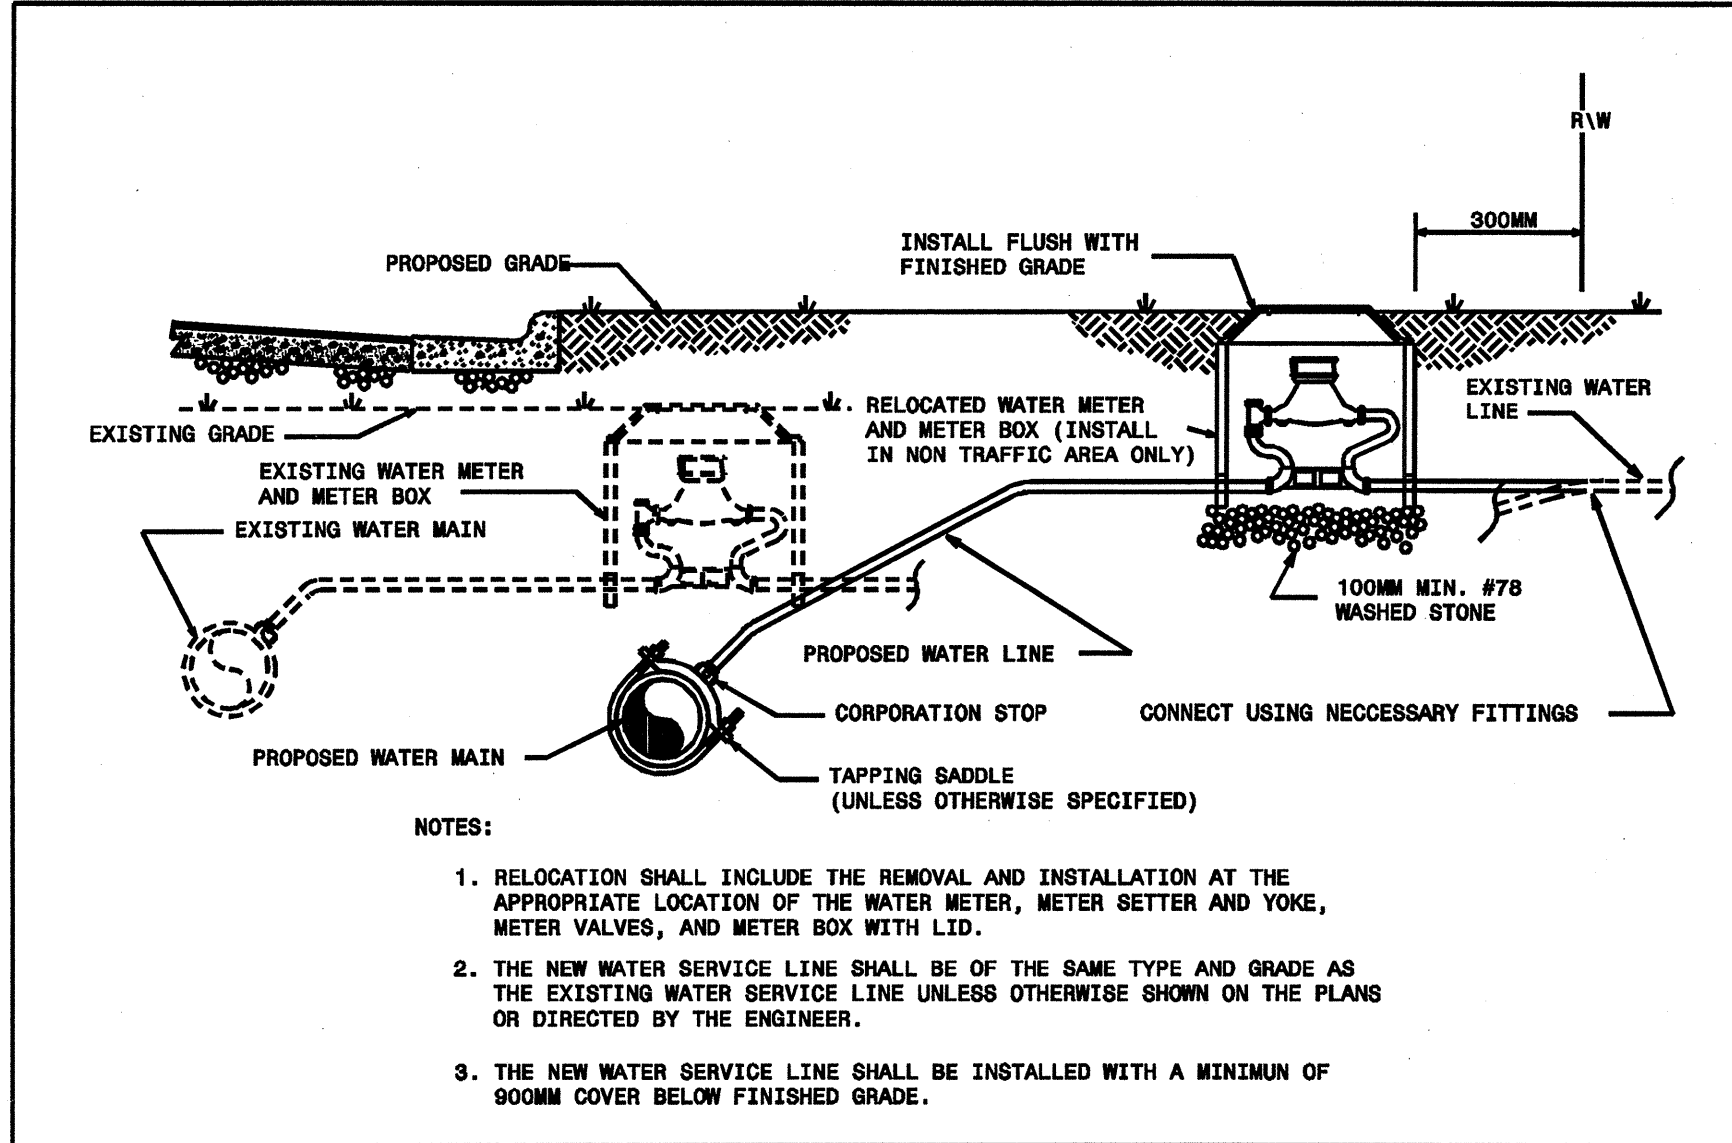 R\W
300MM
INSTALL FLUSH WITH
FINISHED GRADE
PROPOSED GRADE
EXISTING WATER
LINE
RELOCATED WATER METER
AND METER BOX (INSTALL
IN NON TRAFFIC AREA ONLY)
EXISTING GRADE
EXISTING WATER METER
AND METER BOX
EXISTING WATER MAIN
100MM MIN. #78
WASHED STONE
PROPOSED WATER LINE
CORPORATION STOP
CONNECT USING NECCESSARY FITTINGS
PROPOSED WATER MAIN
TAPPING SADDLE
(UNLESS OTHERWISE SPECIFIED)
NOTES:
1. RELOCATION SHALL INCLUDE THE REMOVAL AND INSTALLATION AT THE
APPROPRIATE LOCATION OF THE WATER METER, METER SETTER AND YOKE,
METER VALVES, AND METER BOX WITH LID.
2. THE NEW WATER SERVICE LINE SHALL BE OF THE SAME TYPE AND GRADE AS
THE EXISTING WATER SERVICE LINE UNLESS OTHERWISE SHOWN ON THE PLANS
OR DIRECTED BY THE ENGINEER.
3. THE NEW WATER SERVICE LINE SHALL BE INSTALLED WITH A MINIMUN OF
900MM COVER BELOW FINISHED GRADE.